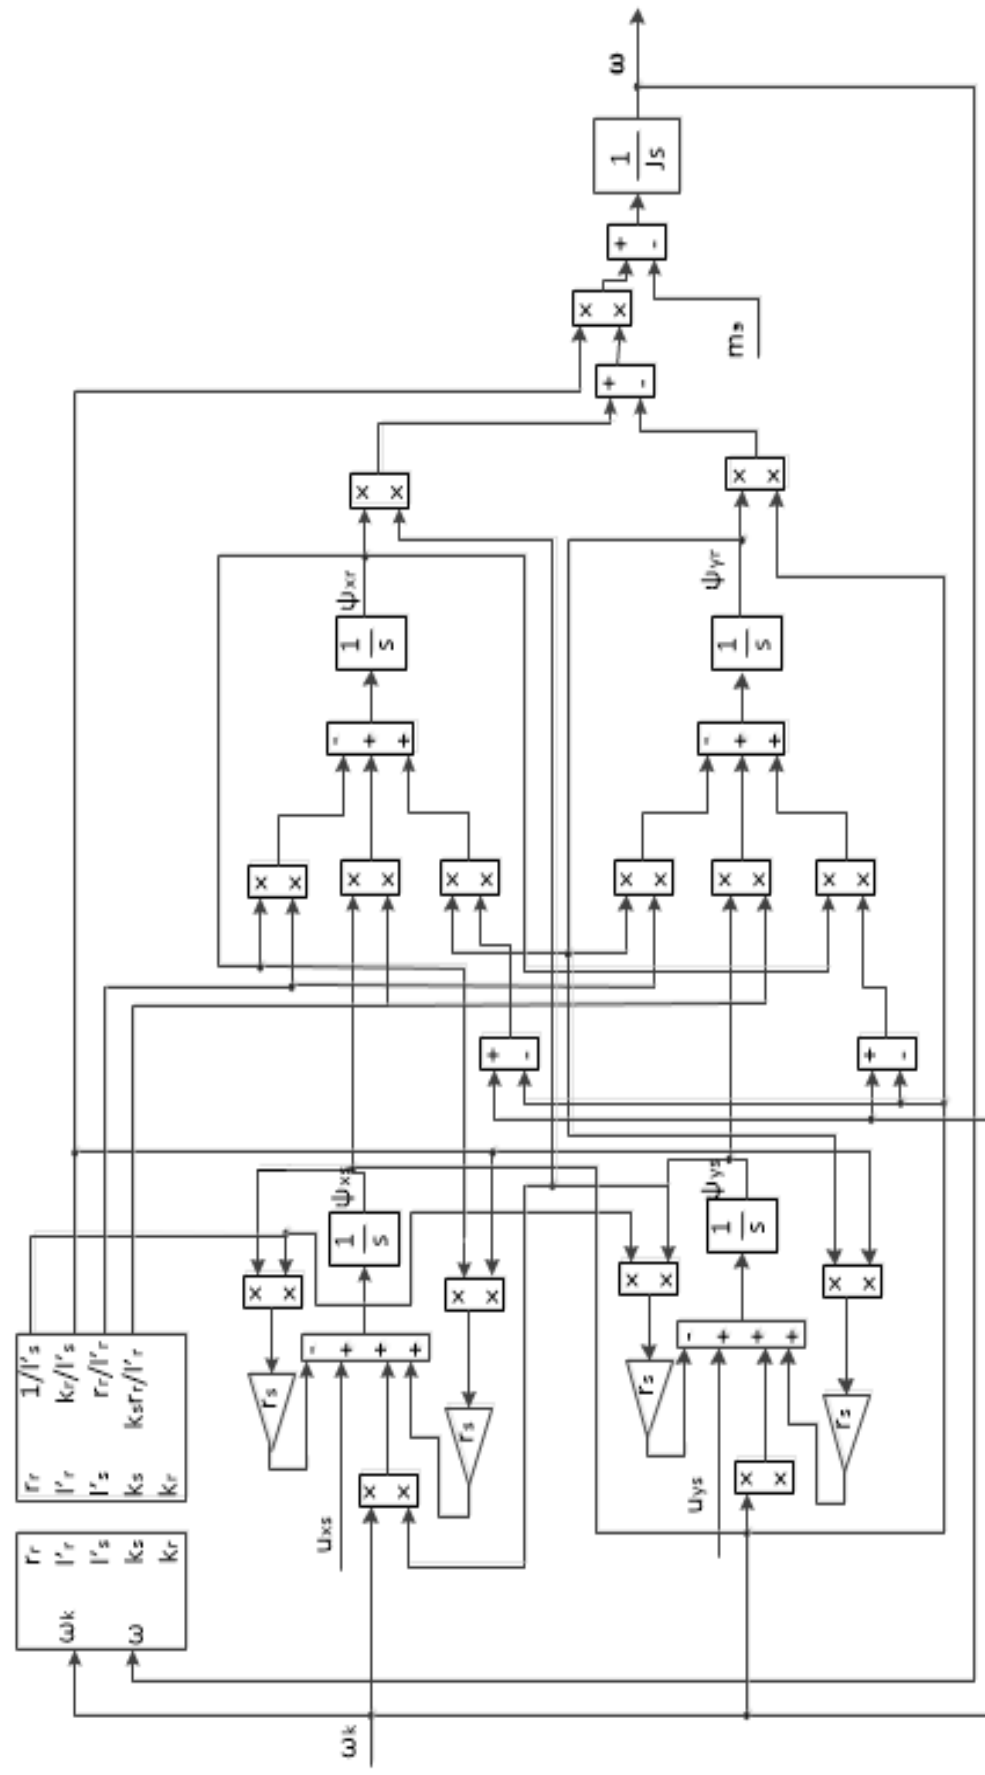 rr rr 1/l's
ωk l'r l'r kr/l's
l's l's rr/l'r
ω ks ks ksrr/l'r
kr kr
rs
x
x
x
x
-
+
+
uxs
-
+
+
+
1
s
ψxs
x
x
1
s
ψxr
x
x
ωk
x
x
x
x
x
x
rs
+
-
+
-
x
x
+
-
1
Js
ω
rs
x
x
x
x
-
+
+
uys
-
+
+
+
1
s
ψys
x
x
1
s
ψyr
x
x
x
x
x
x
x
x
rs
+
-